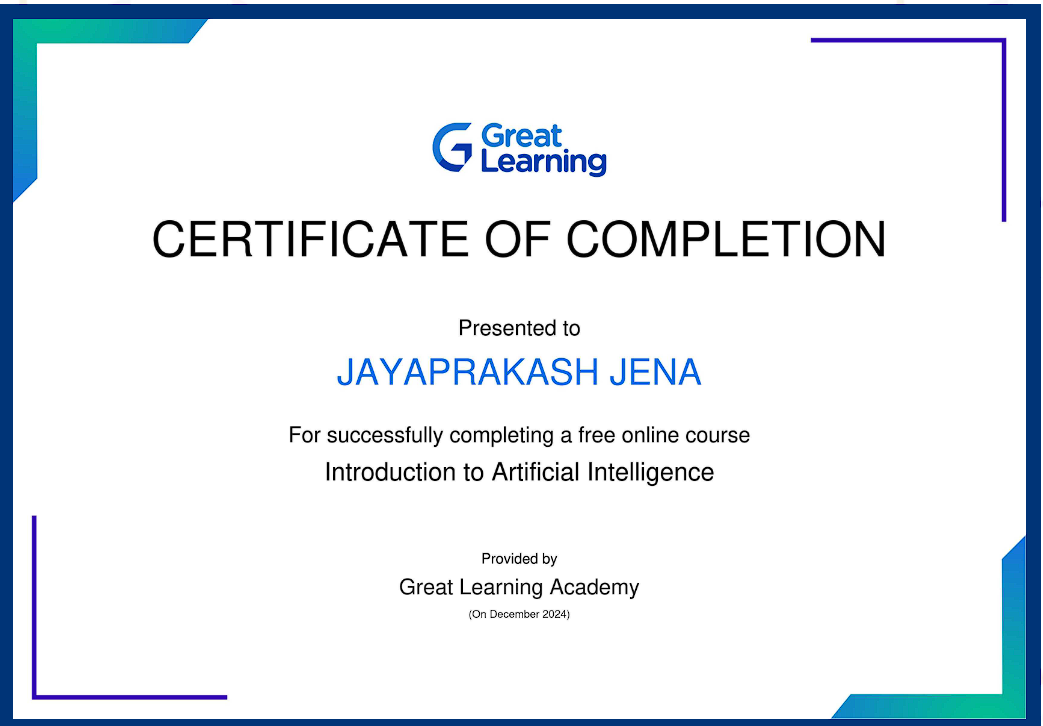 Great
Learning
CERTIFICATE OF COMPLETION
Presented to
JAYAPRAKASH JENA
For successfully completing a free online course
Introduction to Artificial Intelligence
Provided by
Great Learning Academy
(On December 2024)